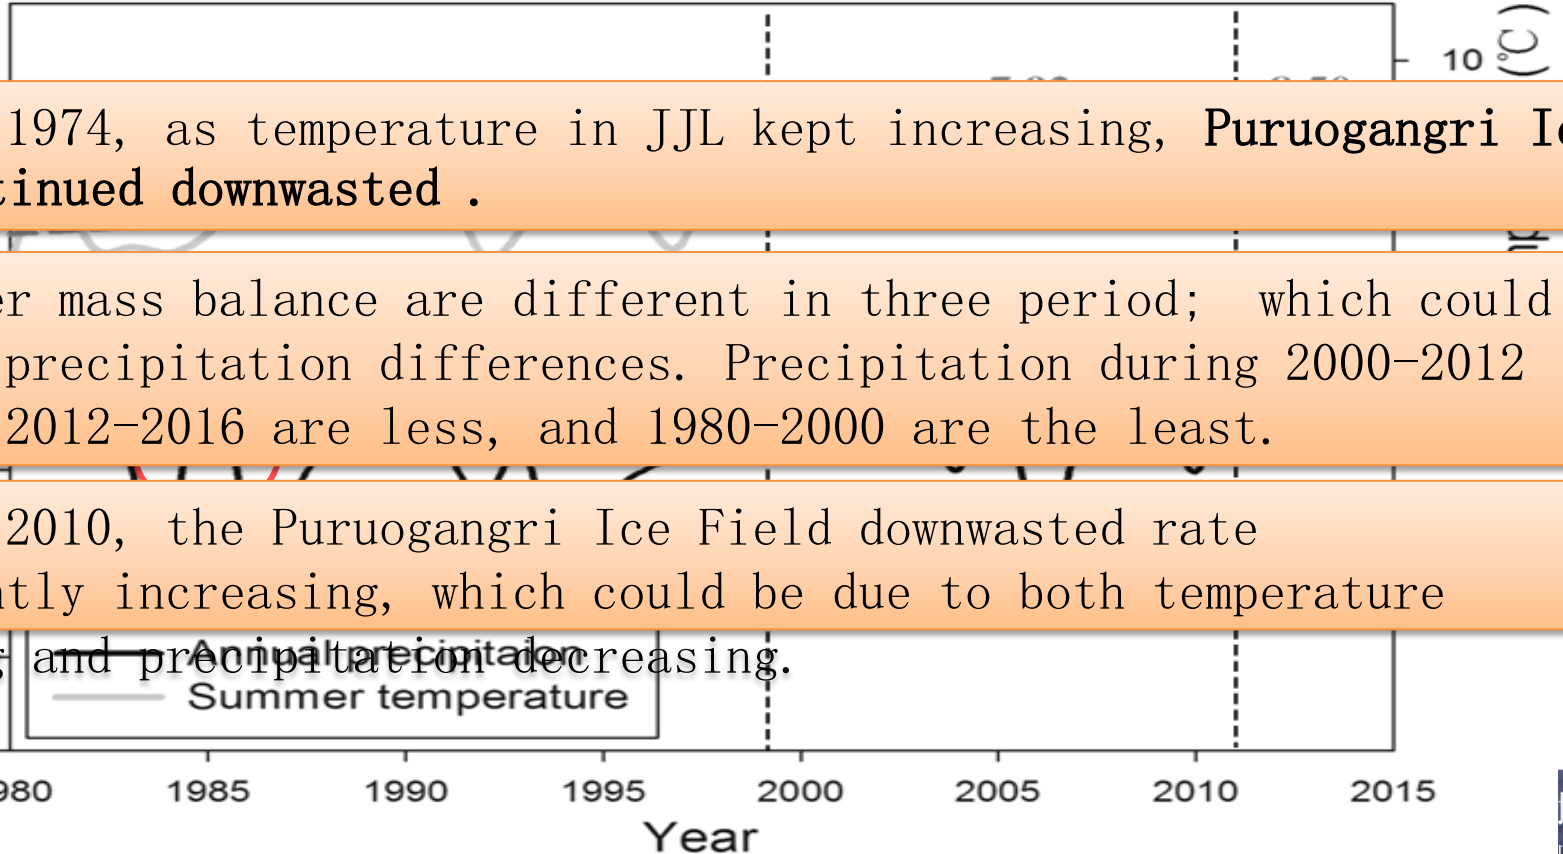 10
(°C)
1974, as temperature in JJL kept increasing, Puruogangri
tinued downwasted .
er mass balance are different in three period; which could
precipitation differences. Precipitation during 2000-2012
2012-2016 are less, and 1980-2000 are the least.
2010, the Puruogangri Ice Field downwasted rate
ntly increasing, which could be due to both temperature
and precipitation decreasing.
Annual precipitaion
Summer temperature
980 1985 1990 1995 2000 2005 2010 2015
Year